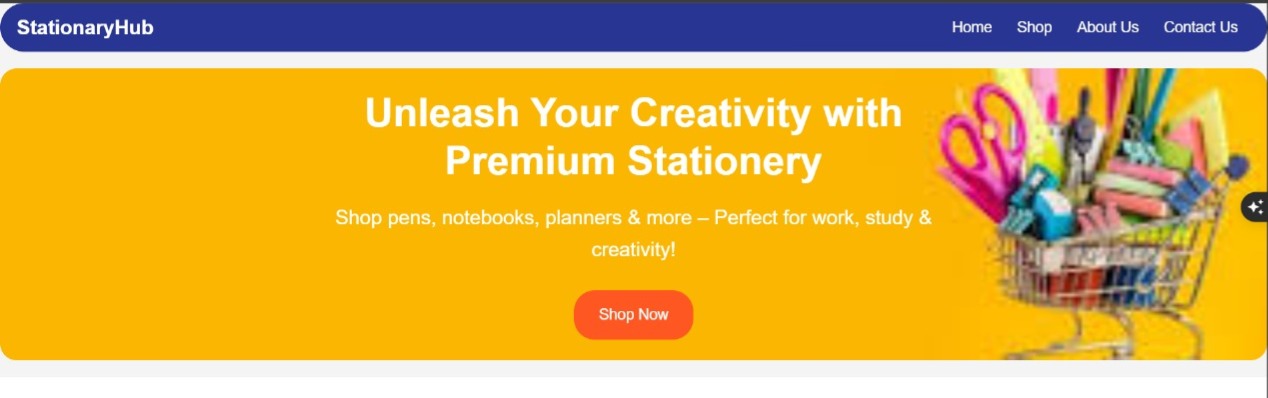 StationaryHub
Home Shop About Us Contact Us
Unleash Your Creativity with
Premium Stationery
Shop pens, notebooks, planners & more – Perfect for work, study &
creativity!
Shop Now